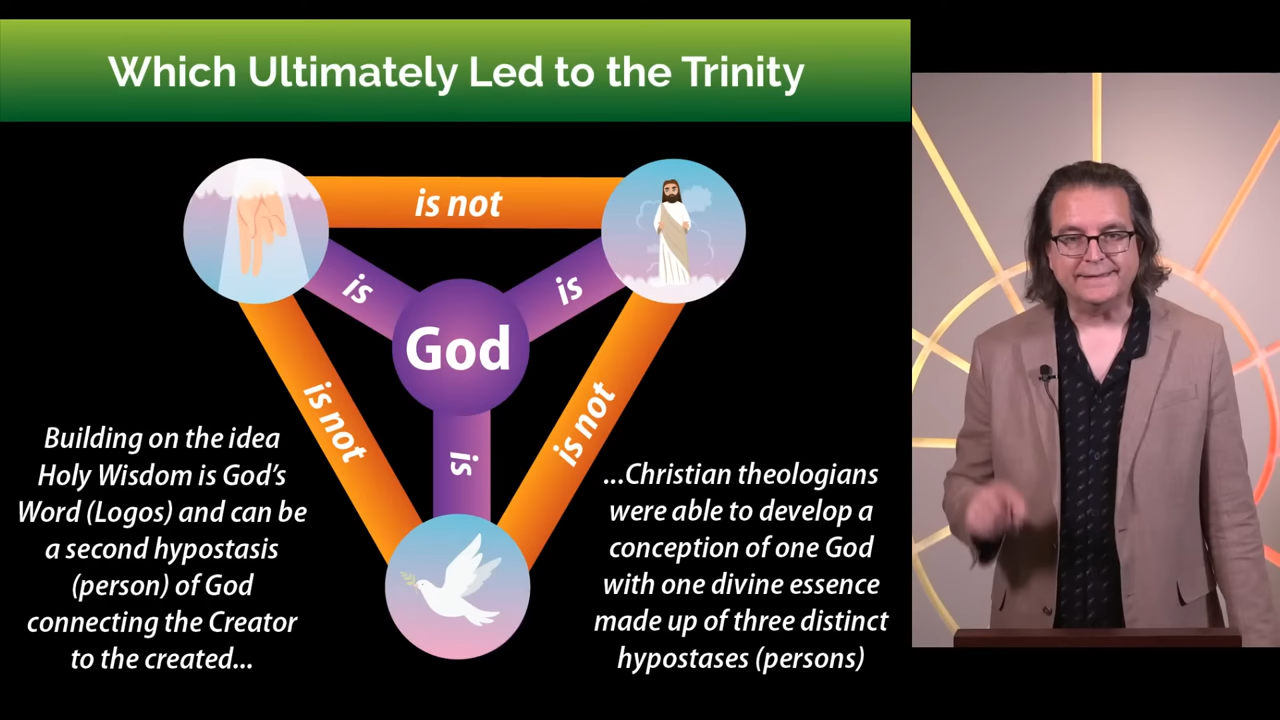 Which Ultimately Led to the Trinity
is not
is
is
God
is not
is not
is
Building on the idea
Holy Wisdom is God's
Word (Logos) and can be
a second hypostasis
(person) of God
connecting the Creator
to the created...
...Christian theologians
were able to develop a
conception of one God
with one divine essence
made up of three distinct
hypostases (persons)